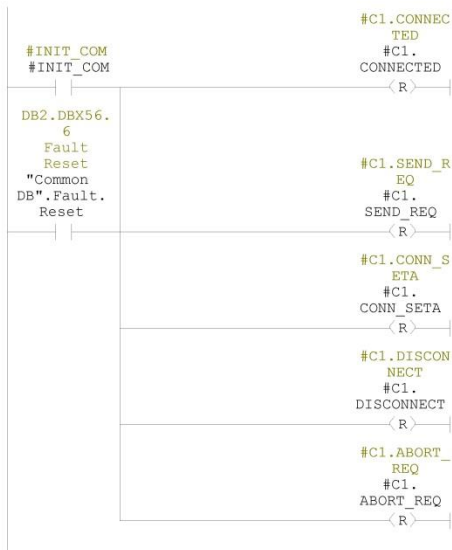 #C1.CONNEC
TED
#INIT_COM
#C1.
#INIT_COM
CONNECTED
R
DB2.DBX56.
6
Fault
Reset
"Common
DB".Fault.
Reset
#C1.SEND_R
EQ
#C1.
SEND_REQ
R
#C1.CONN_S
ETA
#C1.
CONN_SETA
R
#C1.DISCON
NECT
#C1.
DISCONNECT
R
#C1.ABORT_
REQ
#C1.
ABORT_REQ
R